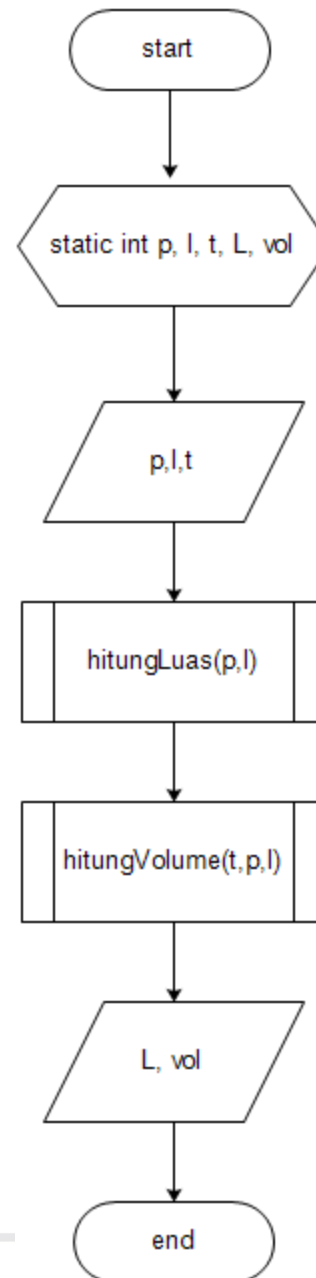 start
static int p, l, t, L, vol
p,l,t
hitungLuas(p,l)
hitungVolume(t,p,l)
L, vol
end